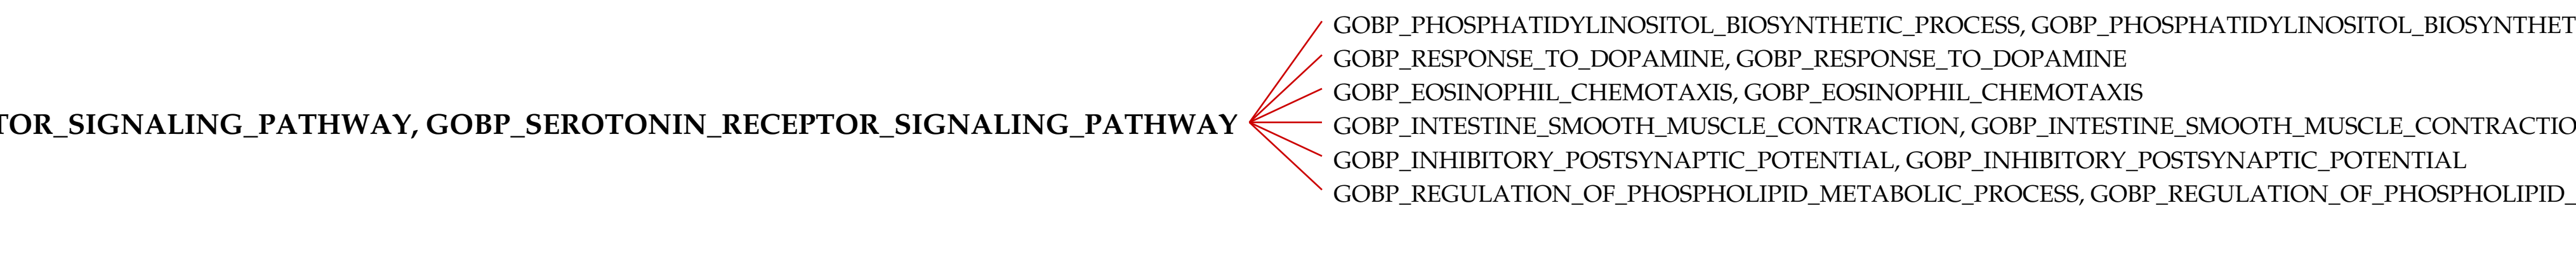 GOBP_PHOSPHATIDYLINOSITOL_BIOSYNTHETIC_PROCESS, GOBP_PHOSPHATIDYLINOSITOL_BIOSYNTHET
GOBP_RESPONSE_TO_DOPAMINE, GOBP_RESPONSE_TO_DOPAMINE
GOBP_EOSINOPHIL_CHEMOTAXIS, GOBP_EOSINOPHIL_CHEMOTAXIS
TOR_SIGNALING_PATHWAY, GOBP_SEROTONIN_RECEPTOR_SIGNALING_PATHWAY
GOBP_INTESTINE_SMOOTH_MUSCLE_CONTRACTION, GOBP_INTESTINE_SMOOTH_MUSCLE_CONTRACTIO
GOBP_INHIBITORY_POSTSYNAPTIC_POTENTIAL, GOBP_INHIBITORY_POSTSYNAPTIC_POTENTIAL
GOBP_REGULATION_OF_PHOSPHOLIPID_METABOLIC_PROCESS, GOBP_REGULATION_OF_PHOSPHOLIPID_